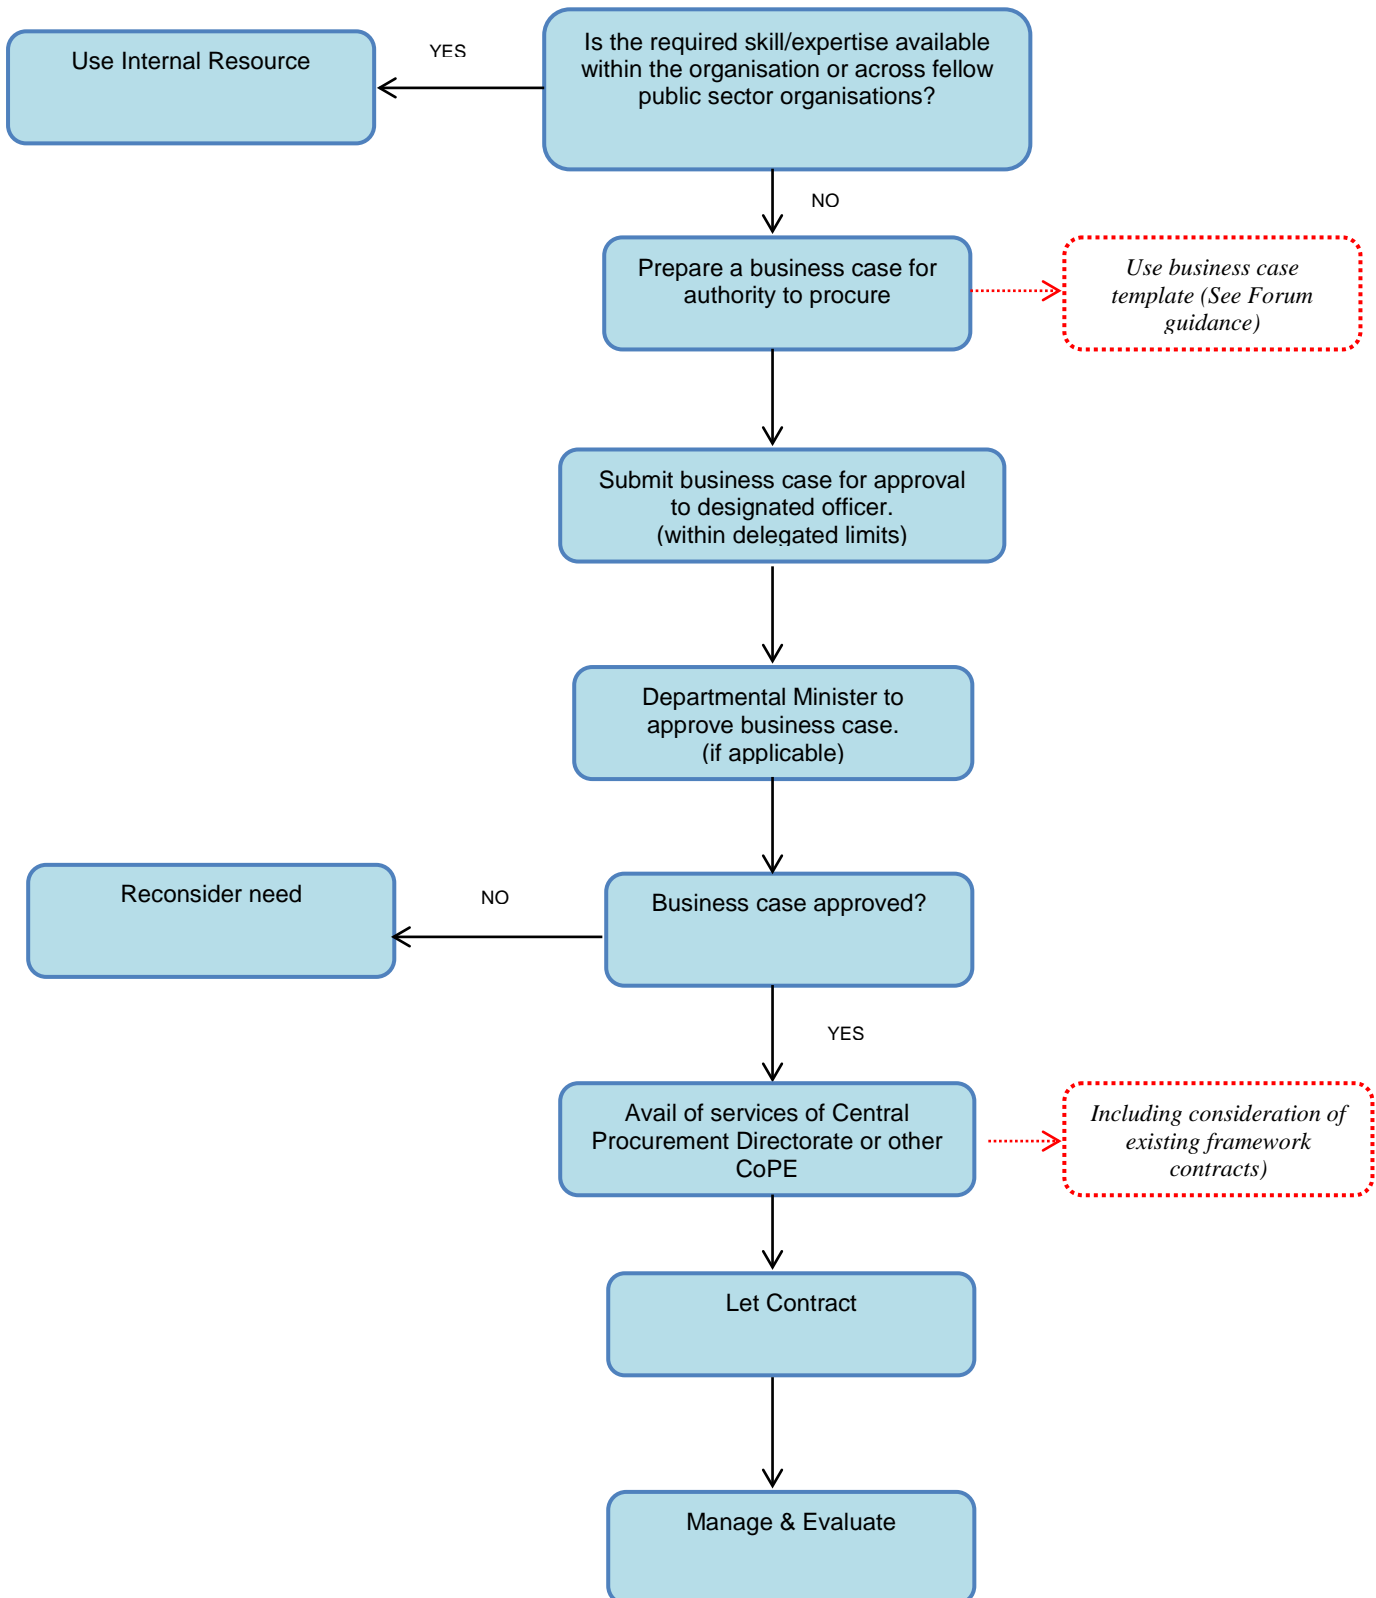 Is the required skill/expertise available
within the organisation or across fellow
public sector organisations?
YES
Use Internal Resource
NO
Prepare a business case for
authority to procure
Use business case
template (See Forum
guidance)
Submit business case for approval
to designated officer.
(within delegated limits)
Departmental Minister to
approve business case.
(if applicable)
Business case approved?
NO
Reconsider need
YES
Avail of services of Central
Procurement Directorate or other
CoPE
Including consideration of
existing framework
contracts)
Let Contract
Manage & Evaluate